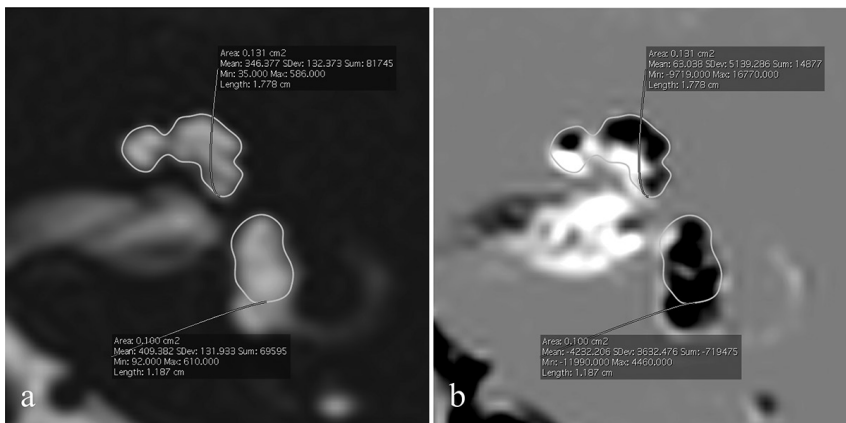 Area: 0.131 cm2
Mean: 346.377 SDev: 132.373 Sum: 81745
Min: 35.000 Max: 586.000
Length: 1.778 cm
Area: 0.100 cm2
Mean: 409.382 SDev: 131.933 Sum: 69595
Min: 92.000 Max: 610.000
Length: 1.187 cm
a
Area: 0.131 cm2
Mean: 63.038 SDev: 5139.286 Sum: 14877
Min: -9719.000 Max: 16770.000
Length: 1.778 cm
Area: 0.100 cm2
Mean: -4232.206 SDev: 3632.476 Sum: -719475
Min: -11990.000 Max: 4460.000
Length: 1.187 cm
b